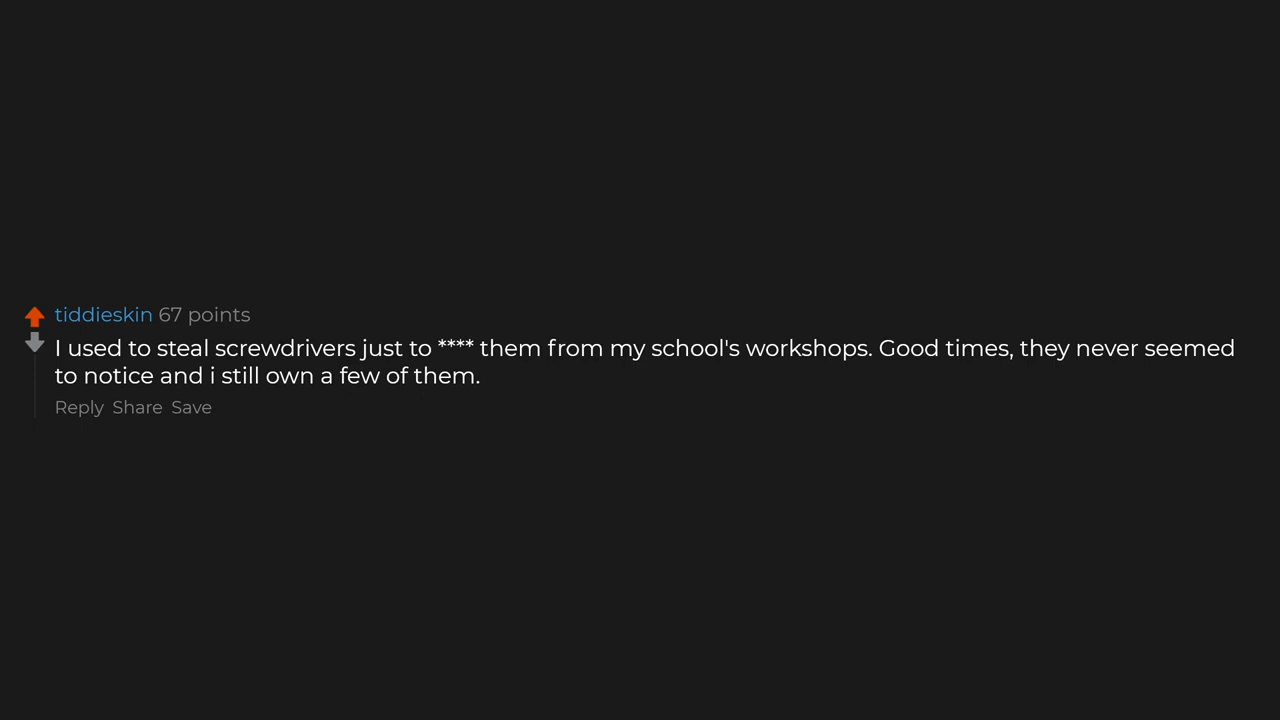 tiddieskin 67 points
I used to steal screwdrivers just to **** them from my school's workshops. Good times, they never seemed
to notice and i still own a few of them.
Reply Share Save